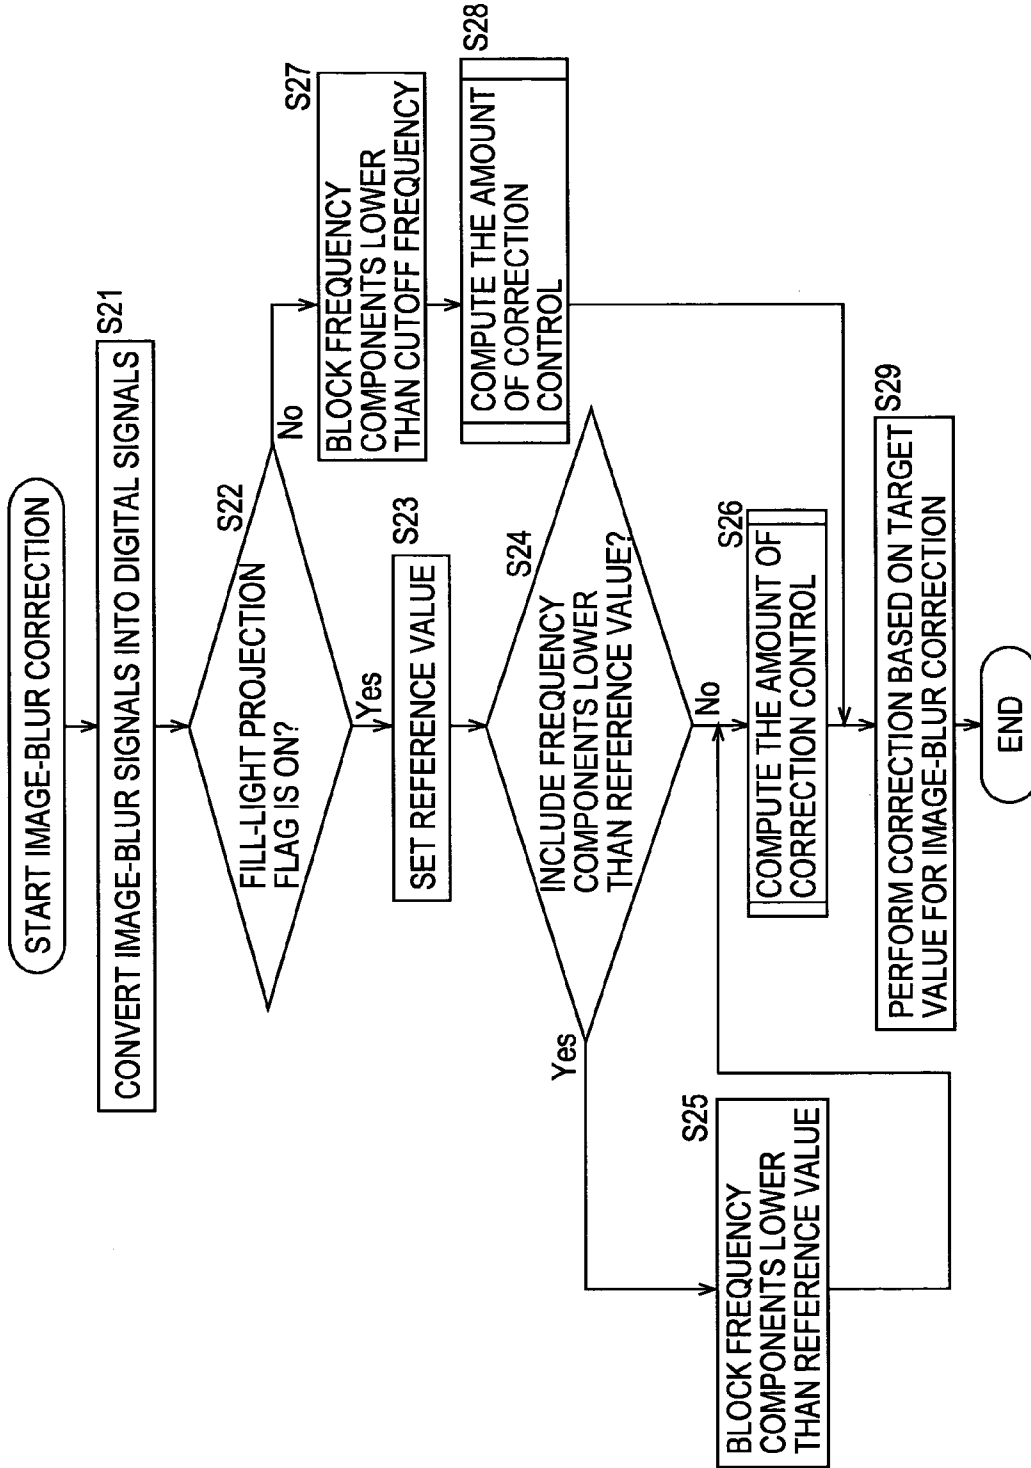 START IMAGE-BLUR CORRECTION
S21
CONVERT IMAGE-BLUR SIGNALS INTO DIGITAL SIGNALS
S22
FILL-LIGHT PROJECTION
FLAG IS ON?
No
Yes
S27
BLOCK FREQUENCY
COMPONENTS LOWER
THAN CUTOFF FREQUENCY
S23
SET REFERENCE VALUE
S28
COMPUTE THE AMOUNT
OF CORRECTION
CONTROL
S24
INCLUDE FREQUENCY
COMPONENTS LOWER
THAN REFERENCE VALUE?
Yes
No
S25
BLOCK FREQUENCY
COMPONENTS LOWER
THAN REFERENCE VALUE
S26
COMPUTE THE AMOUNT OF
CORRECTION CONTROL
S29
PERFORM CORRECTION BASED ON TARGET
VALUE FOR IMAGE-BLUR CORRECTION
END